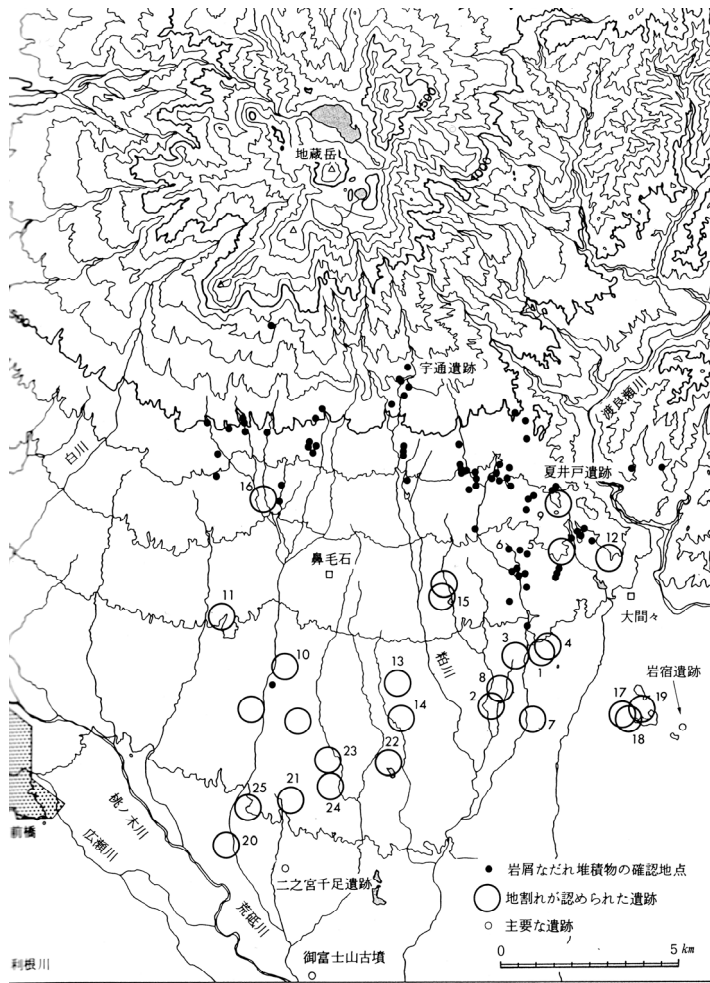 1500
地蔵岳
1000
500
宇通遺跡
渡良瀬川
白川
夏井戸遺跡
16
9
6
5
12
鼻毛石
大間々
15
11
粕川
3
4
1
岩宿遺跡
10
13
8
2
14
7
17
19
18
22
23
24
21
25
桃ノ木川
前橋
広瀬川
20
二之宮千足遺跡
荒砥川
御富士山古墳
利根川
岩屑なだれ堆積物の確認地点
地割れが認められた遺跡
主要な遺跡
0 5 km